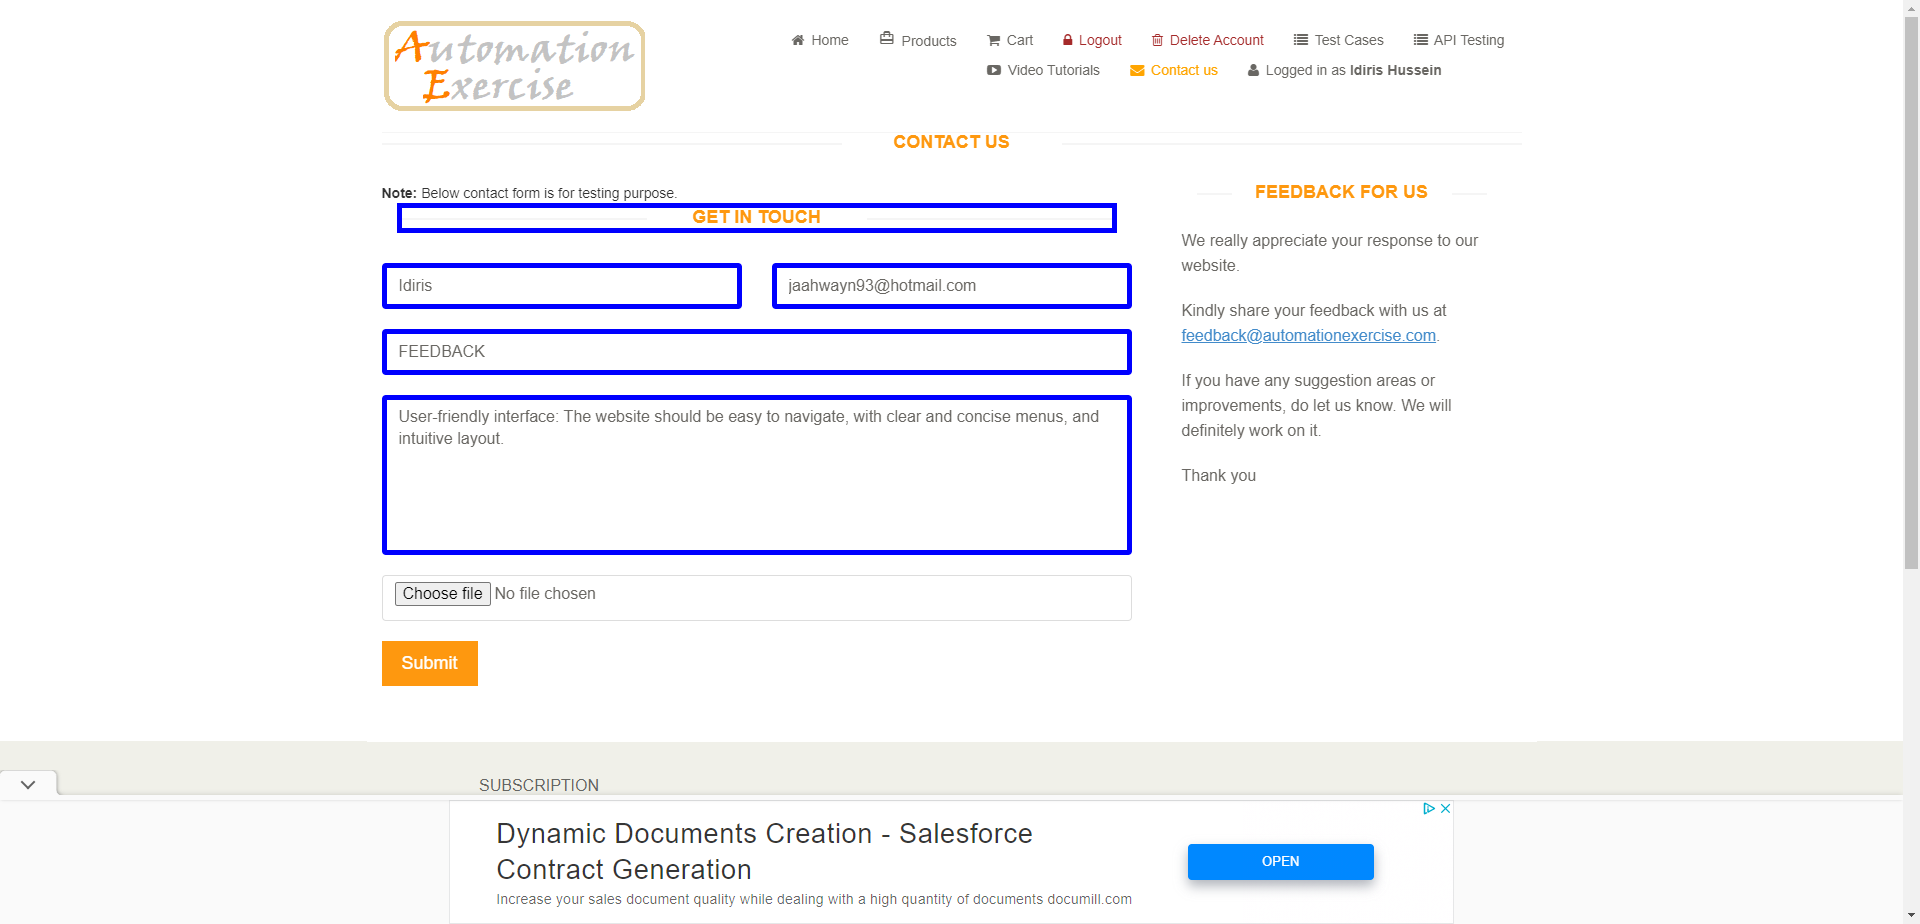 Automation
Exercise
Home
Products
Cart
Logout
Delete Account
Test Cases
API Testing
Video Tutorials
Contact us
Logged in as Idiris Hussein
CONTACT US
Note: Below contact form is for testing purpose.
GET IN TOUCH
Idiris
jaahwayn93@hotmail.com
FEEDBACK
User-friendly interface: The website should be easy to navigate, with clear and concise menus, and
intuitive layout.
Choose file No file chosen
Submit
FEEDBACK FOR US
We really appreciate your response to our
website.
Kindly share your feedback with us at
feedback@automationexercise.com.
If you have any suggestion areas or
improvements, do let us know. We will
definitely work on it.
Thank you
SUBSCRIPTION
Dynamic Documents Creation - Salesforce
Contract Generation
Increase your sales document quality while dealing with a high quantity of documents documill.com
OPEN